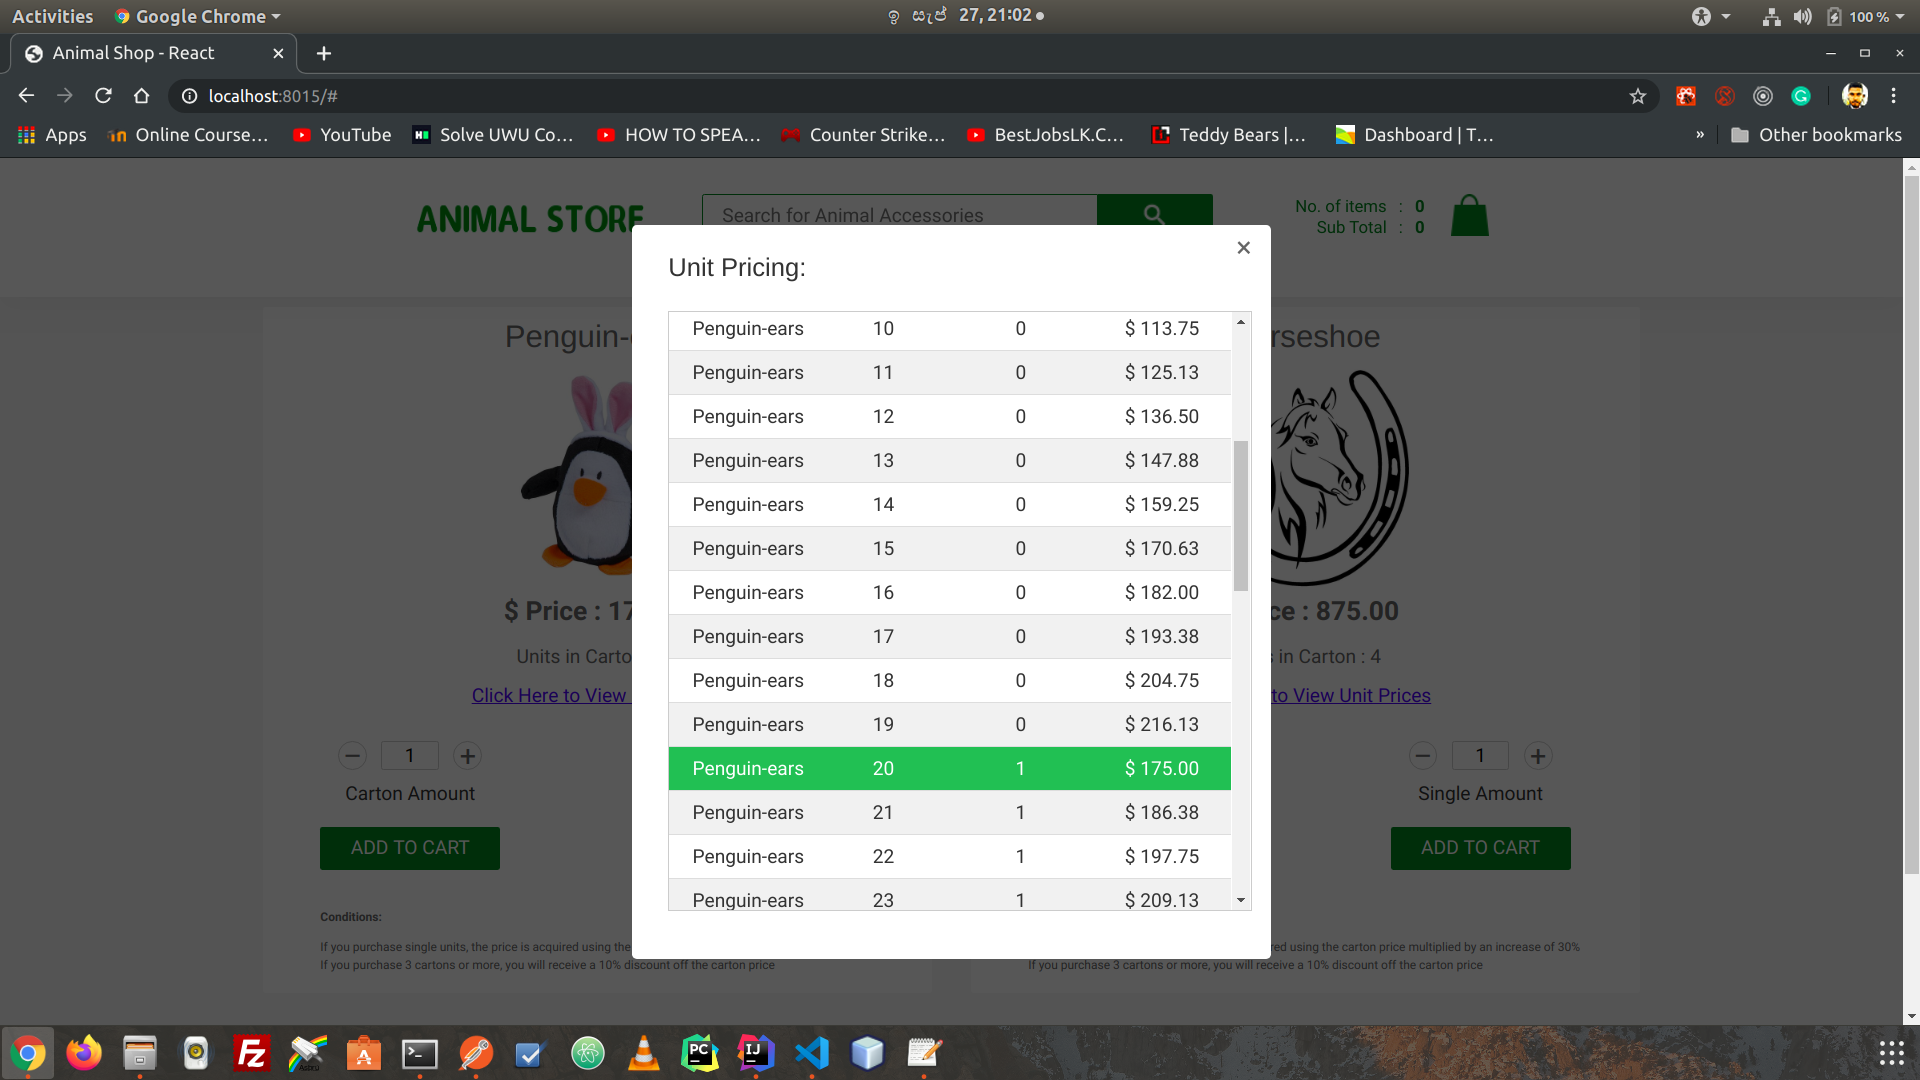 Activities Google Chrome ඉ සැප් 27, 21:02 100 %
Animal Shop - React
localhost:8015/#
Apps Online Course... YouTube Solve UWU Co... HOW TO SPEA... Counter Strike... BestJobsLK.C... Teddy Bears |... Dashboard | T... » Other bookmarks
ANIMAL STORE
Search for Animal Accessories
No. of items : 0
Sub Total : 0
Unit Pricing:
Penguin-ears 10 0 $ 113.75
Penguin-ears 11 0 $ 125.13
Penguin-ears 12 0 $ 136.50
Penguin-ears 13 0 $ 147.88
Penguin-ears 14 0 $ 159.25
Penguin-ears 15 0 $ 170.63
Penguin-ears 16 0 $ 182.00
Penguin-ears 17 0 $ 193.38
Penguin-ears 18 0 $ 204.75
Penguin-ears 19 0 $ 216.13
Penguin-ears 20 1 $ 175.00
Penguin-ears 21 1 $ 186.38
Penguin-ears 22 1 $ 197.75
Penguin-ears 23 1 $ 209.13
Penguin-
$ Price : 17
Units in Carto
Click Here to View
1
Carton Amount
ADD TO CART
Conditions:
If you purchase single units, the price is acquired using the
If you purchase 3 cartons or more, you will receive a 10% discount off the carton price
rseshoe
ce : 875.00
in Carton : 4
to View Unit Prices
1
Single Amount
ADD TO CART
red using the carton price multiplied by an increase of 30%
If you purchase 3 cartons or more, you will receive a 10% discount off the carton price